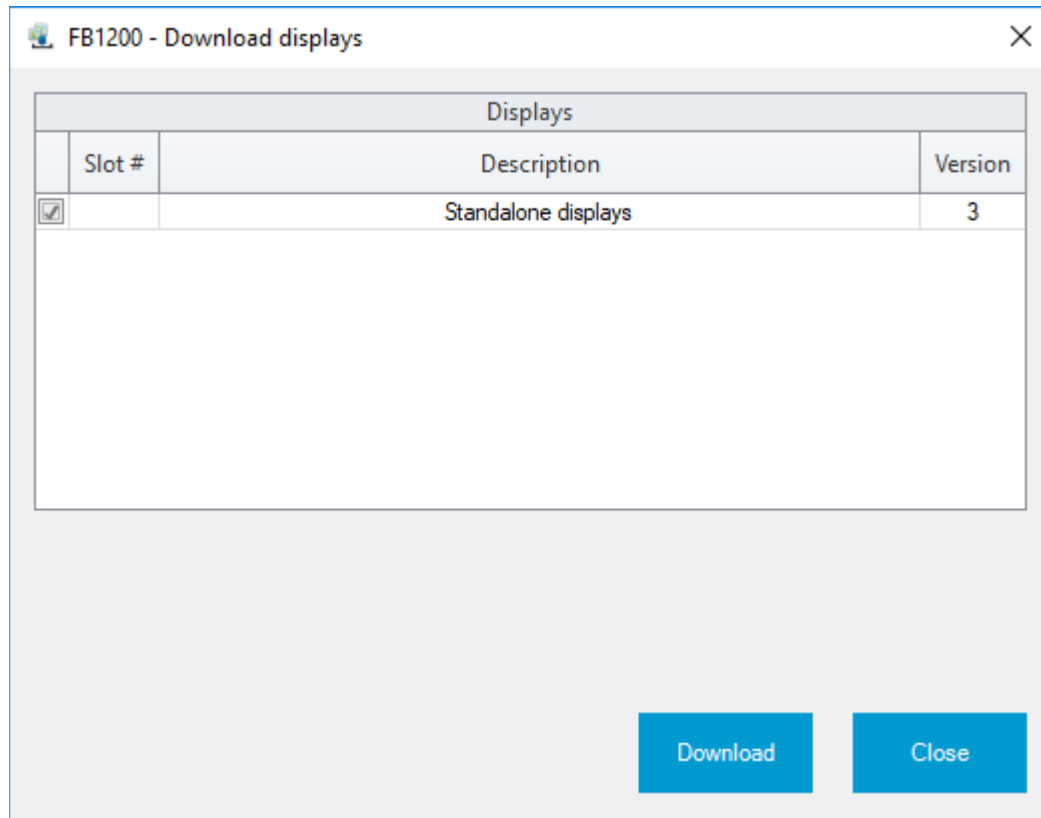 FB1200 - Download displays
Displays
Slot # Description Version
Standalone displays 3
Download Close